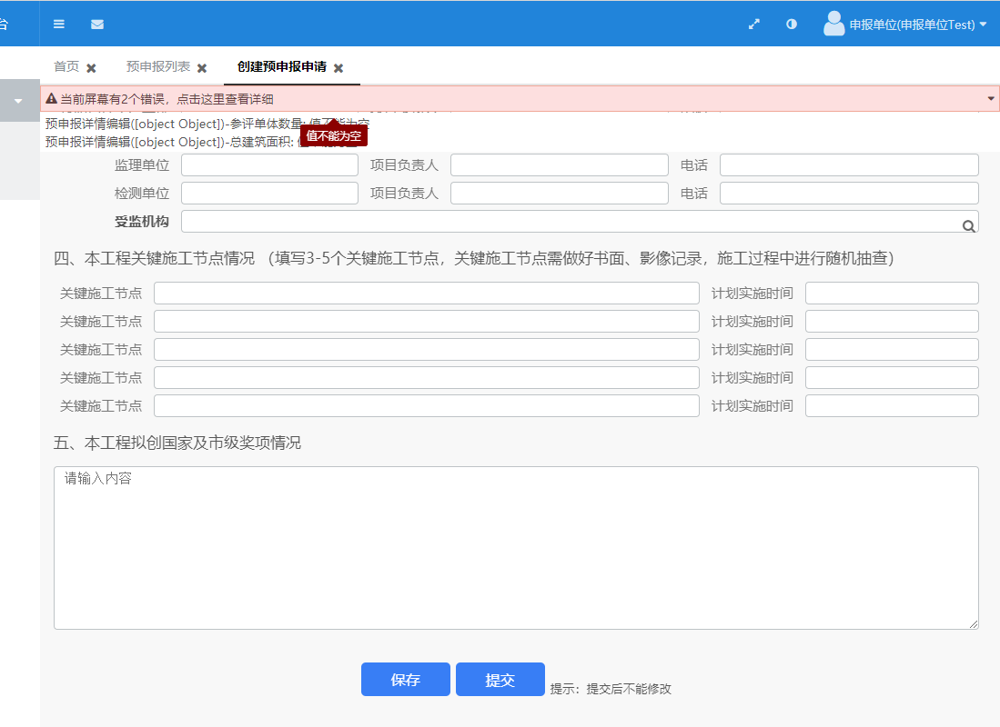 台
申报单位(申报单位Test)
首页
预申报列表
创建预申报申请
当前屏幕有2个错误，点击这里查看详细
预申报详情编辑([object Object])-参评单体数量: 值不能为空
预申报详情编辑([object Object])-总建筑面积:
值不能为空
监理单位 项目负责人 电话
检测单位 项目负责人 电话
受监机构
四、本工程关键施工节点情况 （填写3-5个关键施工节点，关键施工节点需做好书面、影像记录，施工过程中进行随机抽查）
关键施工节点 计划实施时间
关键施工节点 计划实施时间
关键施工节点 计划实施时间
关键施工节点 计划实施时间
关键施工节点 计划实施时间
五、本工程拟创国家及市级奖项情况
请输入内容
保存 提交 提示：提交后不能修改